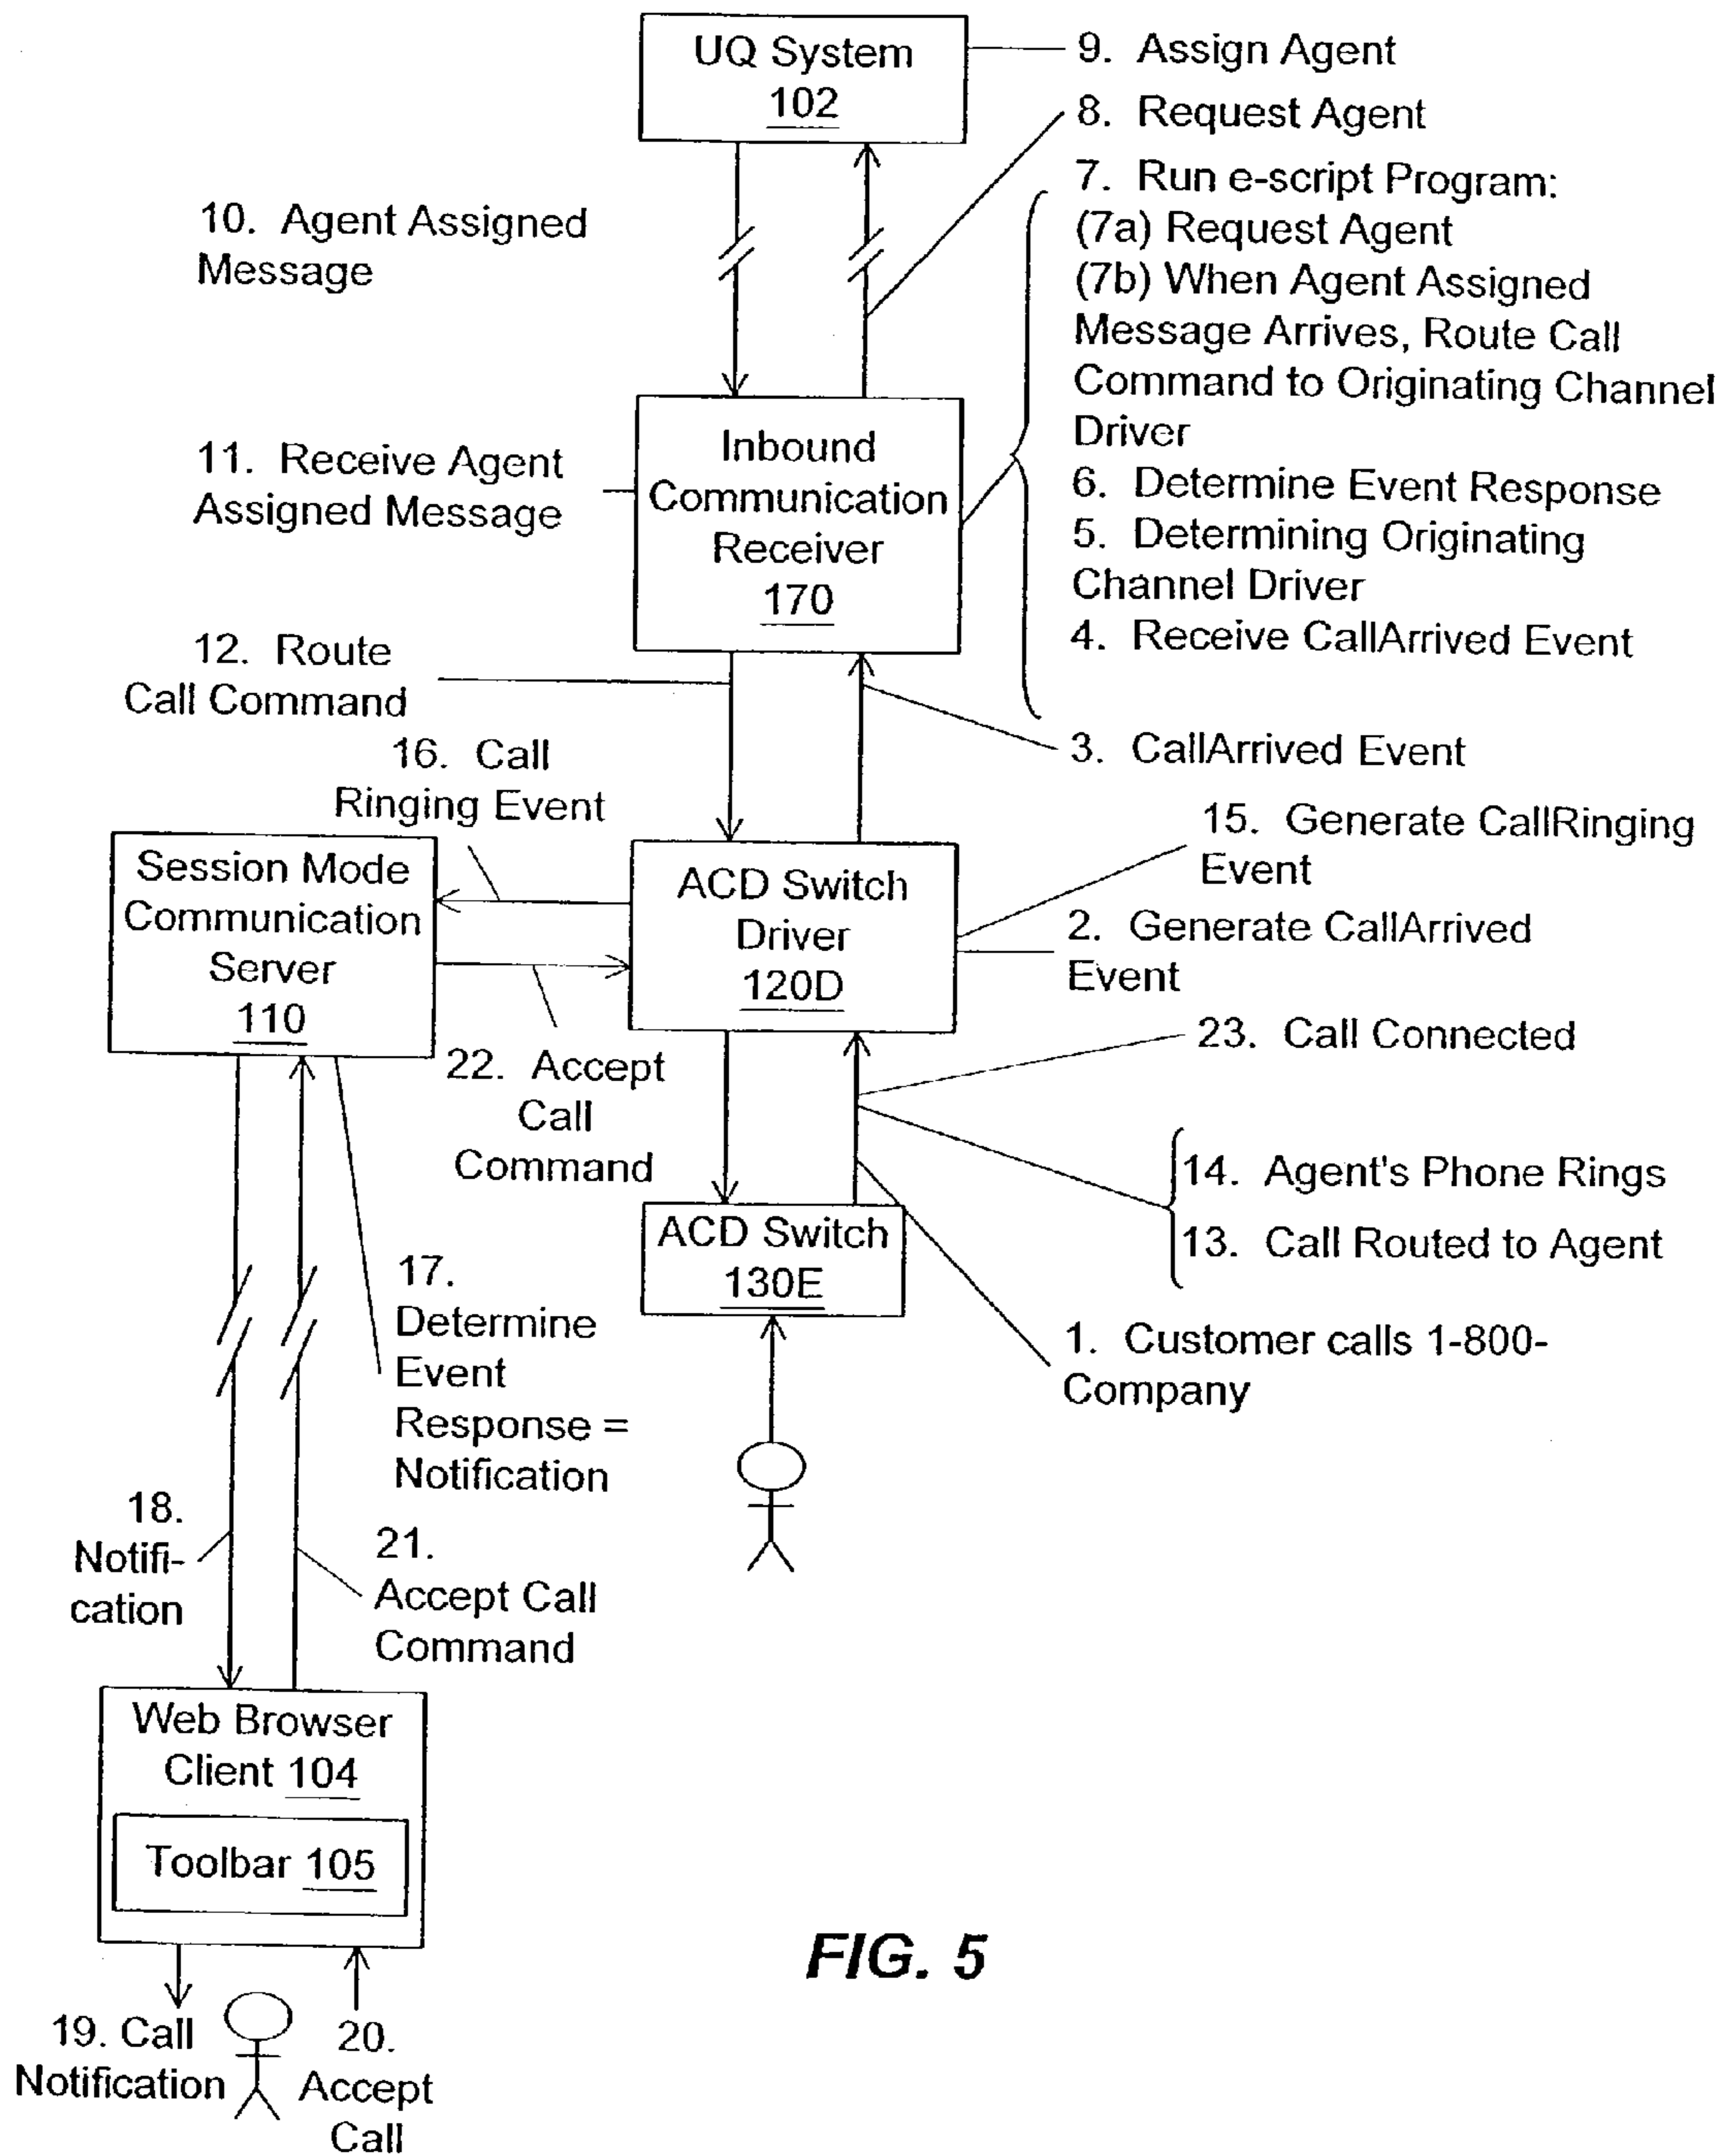 UQ System
102
9. Assign Agent
8. Request Agent
7. Run e-script Program:
(7a) Request Agent
(7b) When Agent Assigned
Message Arrives, Route Call
Command to Originating Channel
Driver
6. Determine Event Response
5. Determining Originating
Channel Driver
4. Receive CallArrived Event
10. Agent Assigned
Message
Inbound
Communication
Receiver
170
11. Receive Agent
Assigned Message
12. Route
Call Command
3. CallArrived Event
16. Call
Ringing Event
15. Generate CallRinging
Event
2. Generate CallArrived
Event
Session Mode
Communication
Server
110
ACD Switch
Driver
120D
23. Call Connected
22. Accept
Call
Command
14. Agent's Phone Rings
13. Call Routed to Agent
ACD Switch
130E
1. Customer calls 1-800-
Company
17.
Determine
Event
Response =
Notification
18.
Notifi-
cation
21.
Accept Call
Command
Web Browser
Client 104
Toolbar 105
19. Call
Notification
20.
Accept
Call
FIG. 5